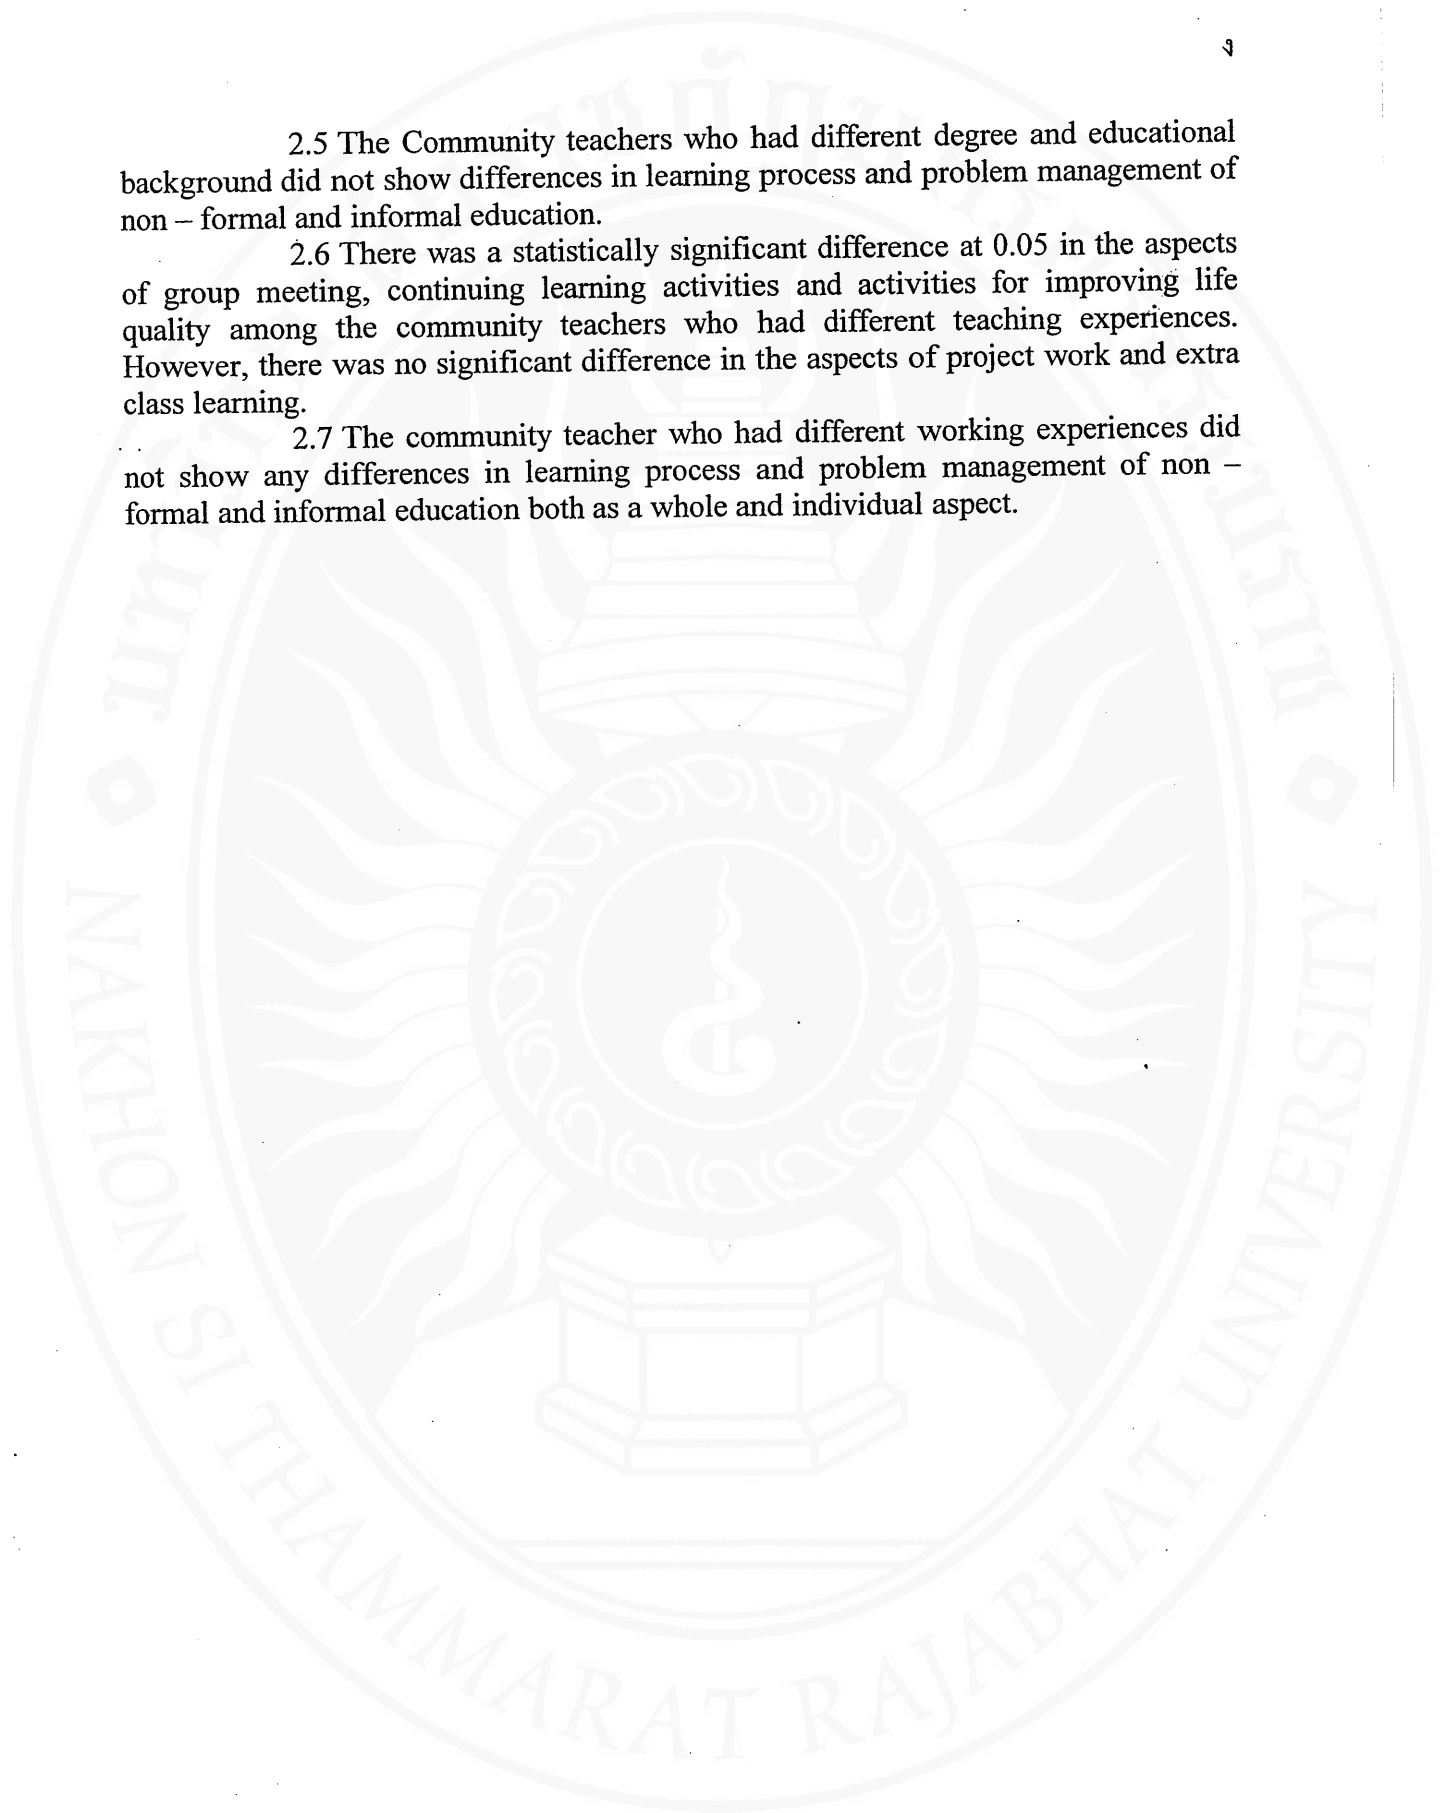 ง
2.5 The Community teachers who had different degree and educational
background did not show differences in learning process and problem management of
non – formal and informal education.
2.6 There was a statistically significant difference at 0.05 in the aspects
of group meeting, continuing learning activities and activities for improving life
quality among the community teachers who had different teaching experiences.
However, there was no significant difference in the aspects of project work and extra
class learning.
2.7 The community teacher who had different working experiences did
not show any differences in learning process and problem management of non –
formal and informal education both as a whole and individual aspect.
NAKHON SI THAMMARAT RAJABHAT UNIVERSITY